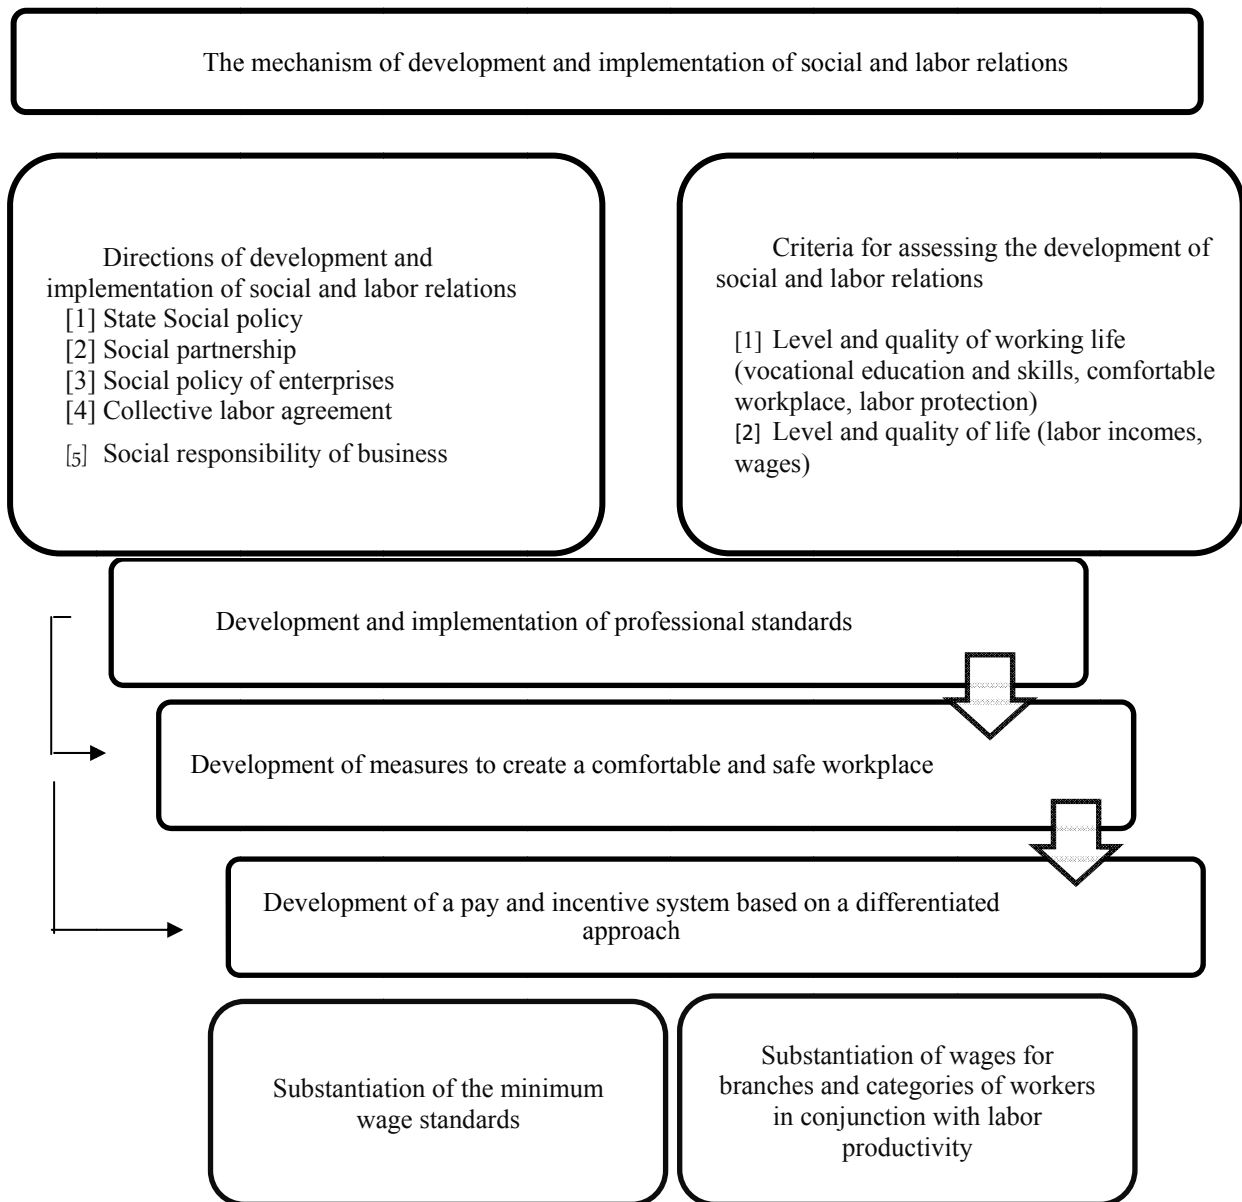 The mechanism of development and implementation of social and labor relations
Directions of development and
implementation of social and labor relations
[1] State Social policy
[2] Social partnership
[3] Social policy of enterprises
[4] Collective labor agreement
[5] Social responsibility of business
Criteria for assessing the development of
social and labor relations
[1] Level and quality of working life
(vocational education and skills, comfortable
workplace, labor protection)
[2] Level and quality of life (labor incomes,
wages)
Development and implementation of professional standards
Development of measures to create a comfortable and safe workplace
Development of a pay and incentive system based on a differentiated
approach
Substantiation of the minimum
wage standards
Substantiation of wages for
branches and categories of workers
in conjunction with labor
productivity